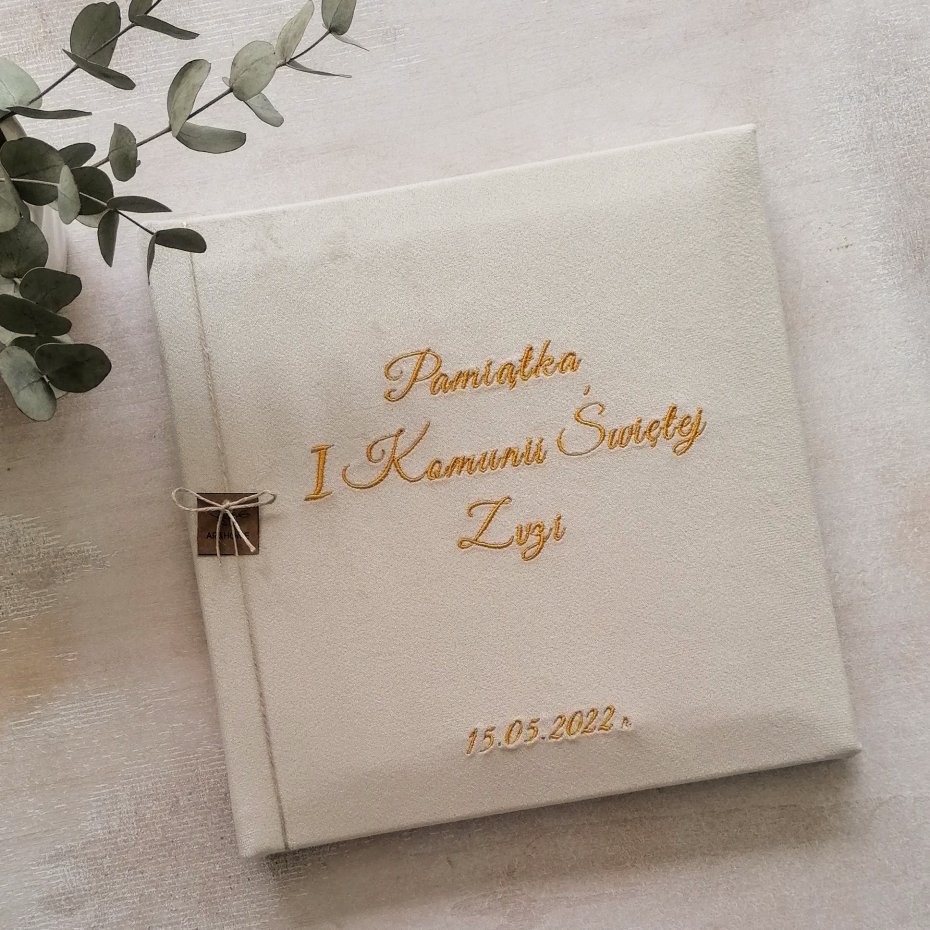 Pamiątka
I Komunii Świętej
Zuzi
15.05.2022 r.